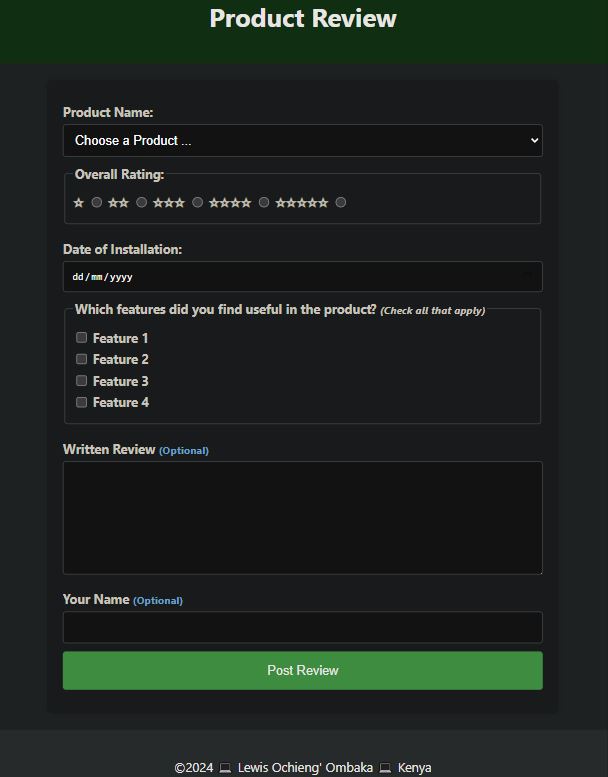 Product Review
Product Name:
Choose a Product ...
Overall Rating:
☆ ☆☆ ☆☆☆ ☆☆☆☆ ☆☆☆☆☆
Date of Installation:
dd/mm/yyyy
Which features did you find useful in the product? (Check all that apply)
Feature 1
Feature 2
Feature 3
Feature 4
Written Review (Optional)
Your Name (Optional)
Post Review
©2024 💻 Lewis Ochieng' Ombaka 💻 Kenya